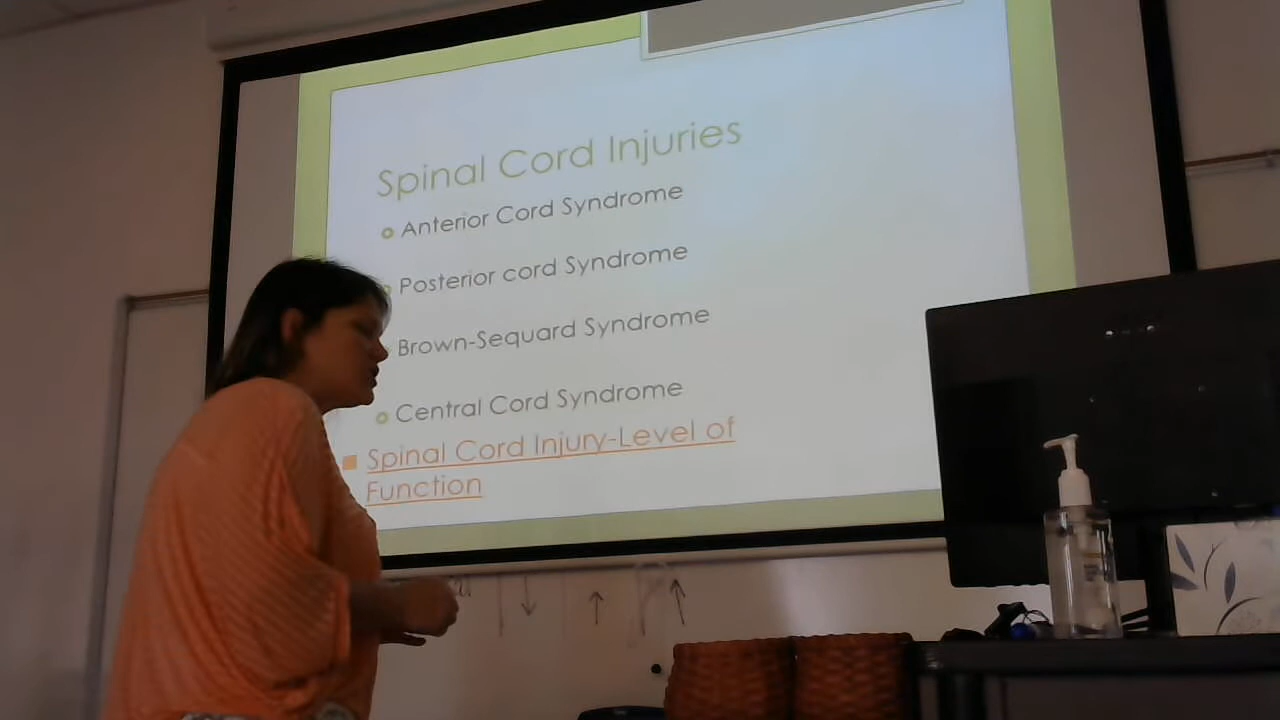 Spinal Cord Injuries
Anterior Cord Syndrome
Posterior cord Syndrome
Brown-Sequard Syndrome
Central Cord Syndrome
Spinal Cord Injury-Level of
Function